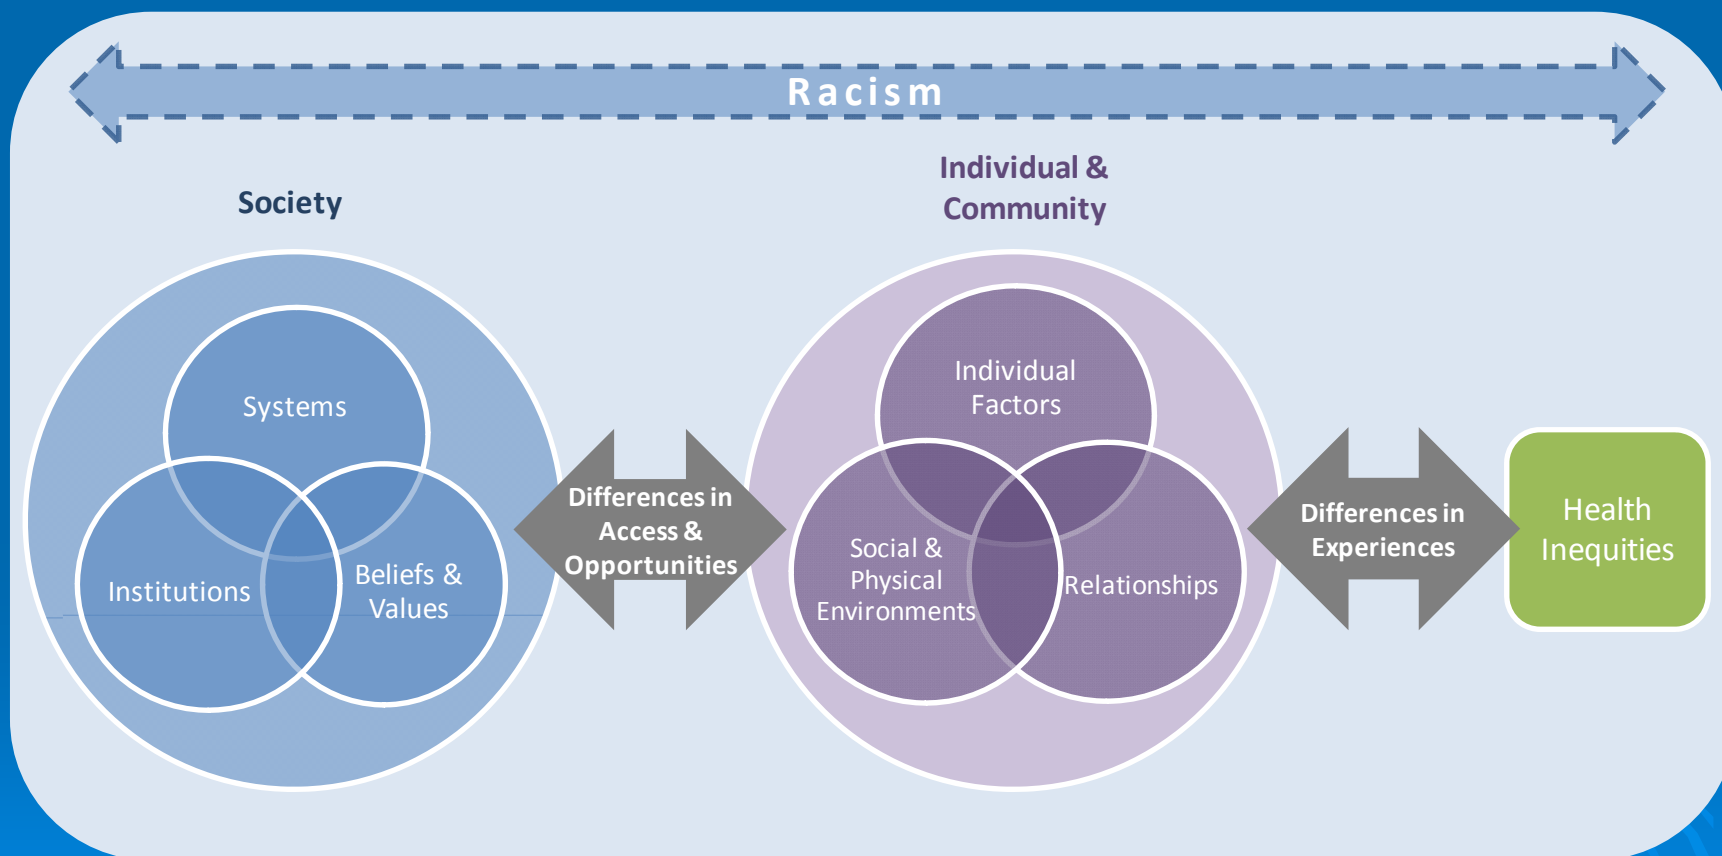 Racism
Society
Individual &
Community
Systems
Institutions
Beliefs &
Values
Differences in
Access &
Opportunities
Individual
Factors
Social &
Physical
Environments
Relationships
Differences in
Experiences
Health
Inequities